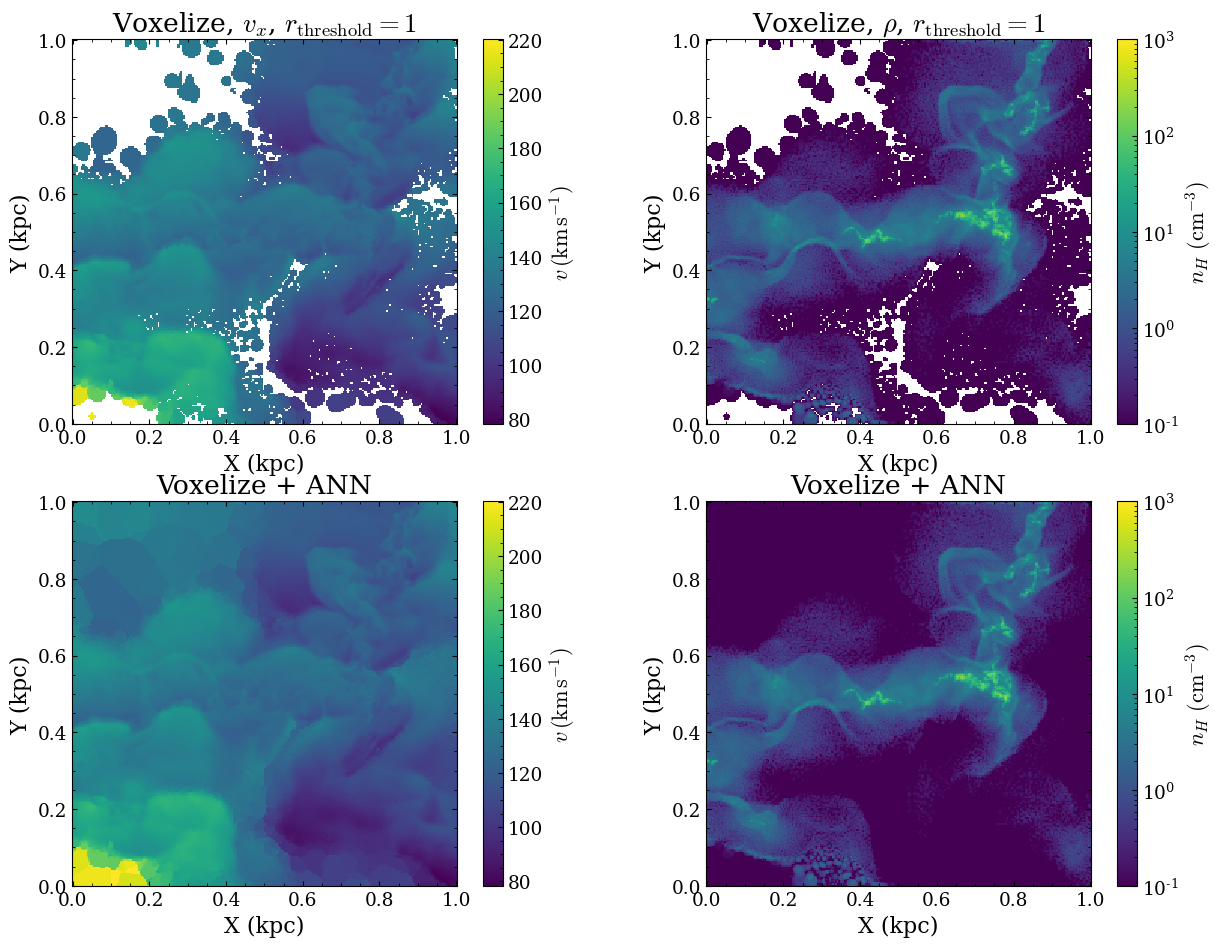 Voxelize, $v_x$, $r_{\mathrm{threshold}} = 1$
Voxelize, $\rho$, $r_{\mathrm{threshold}} = 1$
1.0
0.8
0.6
0.4
0.2
0.0
Y (kpc)
0.0 0.2 0.4 0.6 0.8 1.0
X (kpc)
220
200
180
160
140
120
100
80
$v\,(\mathrm{km\,s^{-1}})$
1.0
0.8
0.6
0.4
0.2
0.0
Y (kpc)
0.0 0.2 0.4 0.6 0.8 1.0
X (kpc)
$10^3$
$10^2$
$10^1$
$10^0$
$10^{-1}$
$n_H\ (\mathrm{cm^{-3}})$
Voxelize + ANN
Voxelize + ANN
1.0
0.8
0.6
0.4
0.2
0.0
Y (kpc)
0.0 0.2 0.4 0.6 0.8 1.0
X (kpc)
220
200
180
160
140
120
100
80
$v\,(\mathrm{km\,s^{-1}})$
1.0
0.8
0.6
0.4
0.2
0.0
Y (kpc)
0.0 0.2 0.4 0.6 0.8 1.0
X (kpc)
$10^3$
$10^2$
$10^1$
$10^0$
$10^{-1}$
$n_H\ (\mathrm{cm^{-3}})$